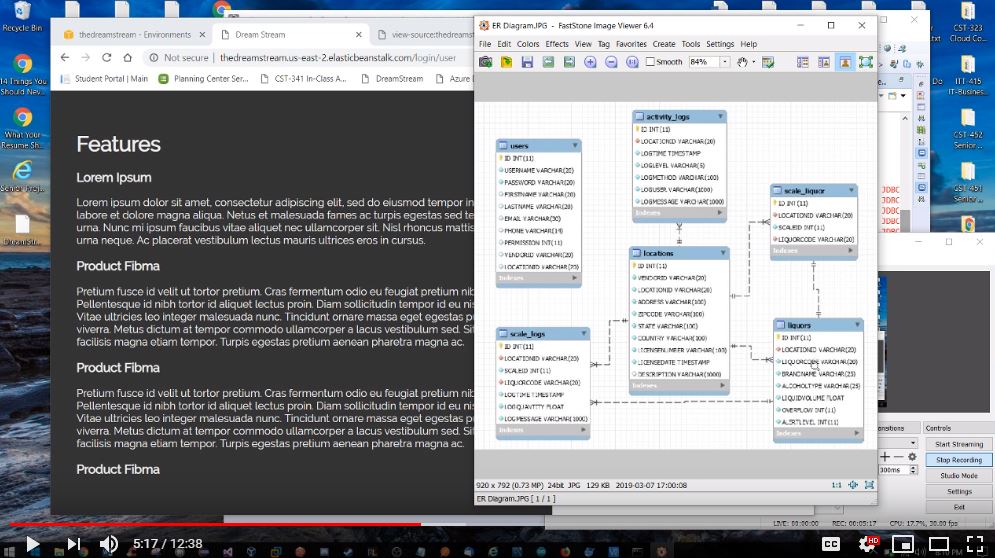 Recycle Bin
14 Things You Should Nev...
What Your Resume Sh...
Senior Proj...
DreamSt...
thedreamstream - Environments
Dream Stream
view-source:thedreamst
Not secure | thedreamstream.us-east-2.elasticbeanstalk.com/login/user
Student Portal | Main
Planning Center Ser...
CST-341 In-Class A...
DreamStream
Azure D
Features
Lorem Ipsum
Lorem ipsum dolor sit amet, consectetur adipiscing elit, sed do eiusmod tempor in
labore et dolore magna aliqua. Netus et malesuada fames ac turpis egestas sed te
urna. Nunc mi ipsum faucibus vitae aliquet nec ullamcorper sit. Nisl rhoncus mattis
urna neque. Ac placerat vestibulum lectus mauris ultrices eros in cursus.
Product Fibma
Pretium fusce id velit ut tortor pretium. Cras fermentum odio eu feugiat pretium nib
Pellentesque id nibh tortor id aliquet lectus proin. Diam sollicitudin tempor id eu nis
Vitae ultricies leo integer malesuada nunc. Tincidunt ornare massa eget egestas p
viverra. Metus dictum at tempor commodo ullamcorper a lacus vestibulum sed. Sit
facilisis magna etiam tempor. Turpis egestas pretium aenean pharetra magna ac.
Product Fibma
Pretium fusce id velit ut tortor pretium. Cras fermentum odio eu feugiat pretium nib
Pellentesque id nibh tortor id aliquet lectus proin. Diam sollicitudin tempor id eu nis
Vitae ultricies leo integer malesuada nunc. Tincidunt ornare massa eget egestas p
viverra. Metus dictum at tempor commodo ullamcorper a lacus vestibulum sed. Sit
facilisis magna etiam tempor. Turpis egestas pretium aenean pharetra magna ac.
Product Fibma
ER Diagram.JPG - FastStone Image Viewer 6.4
File Edit Colors Effects View Tag Favorites Create Tools Settings Help
Smooth 84%
users
ID INT(11)
USERNAME VARCHAR(20)
PASSWORD VARCHAR(20)
FIRSTNAME VARCHAR(20)
LASTNAME VARCHAR(20)
EMAIL VARCHAR(30)
PHONE VARCHAR(14)
PERMISSION INT(11)
VENDORID VARCHAR(20)
LOCATIONID VARCHAR(20)
Indexes
activity_logs
ID INT(11)
LOCATIONID VARCHAR(20)
LOGTIME TIMESTAMP
LOGLEVEL VARCHAR(5)
LOGMETHOD VARCHAR(100)
LOGUSER VARCHAR(1000)
LOGMESSAGE VARCHAR(1000)
Indexes
scale_liquor
ID INT(11)
LOCATIONID VARCHAR(20)
SCALEID INT(11)
LIQUORCODE VARCHAR(20)
Indexes
locations
ID INT(11)
VENDORID VARCHAR(20)
LOCATIONID VARCHAR(20)
ADDRESS VARCHAR(100)
ZIPCODE VARCHAR(100)
STATE VARCHAR(100)
COUNTRY VARCHAR(100)
LICENSENUMBER VARCHAR(100)
LICENSEDATE TIMESTAMP
DESCRIPTION VARCHAR(1000)
Indexes
scale_logs
ID INT(11)
LOCATIONID VARCHAR(20)
SCALEID INT(11)
LIQUORCODE VARCHAR(20)
LOGTIME TIMESTAMP
LOGQUANTITY FLOAT
LOGMESSAGE VARCHAR(1000)
Indexes
liquors
ID INT(11)
LOCATIONID VARCHAR(20)
LIQUORCODE VARCHAR(20)
BRANDNAME VARCHAR(25)
ALCOHOLTYPE VARCHAR(25)
LIQUIDVOLUME FLOAT
OVERFLOW INT(11)
ALERTLEVEL INT(11)
Indexes
920 x 792 (0.73 MP) 24bit JPG 129 KB 2019-03-07 17:00:08
1:1
ER Diagram.JPG [ 1 / 1 ]
CST-323 Cloud Co...
ITT-415 IT-Busines...
CST-452 Senior ...
CST-451 Senior...
JDBC
JDBC
JDBC
Controls
300ms
Start Streaming
Stop Recording
Studio Mode
Settings
Exit
LIVE: 00:00:00
REC: 00:05:17
CPU: 17.7%, 30.00 fps
5:17 / 12:38
CC
HD